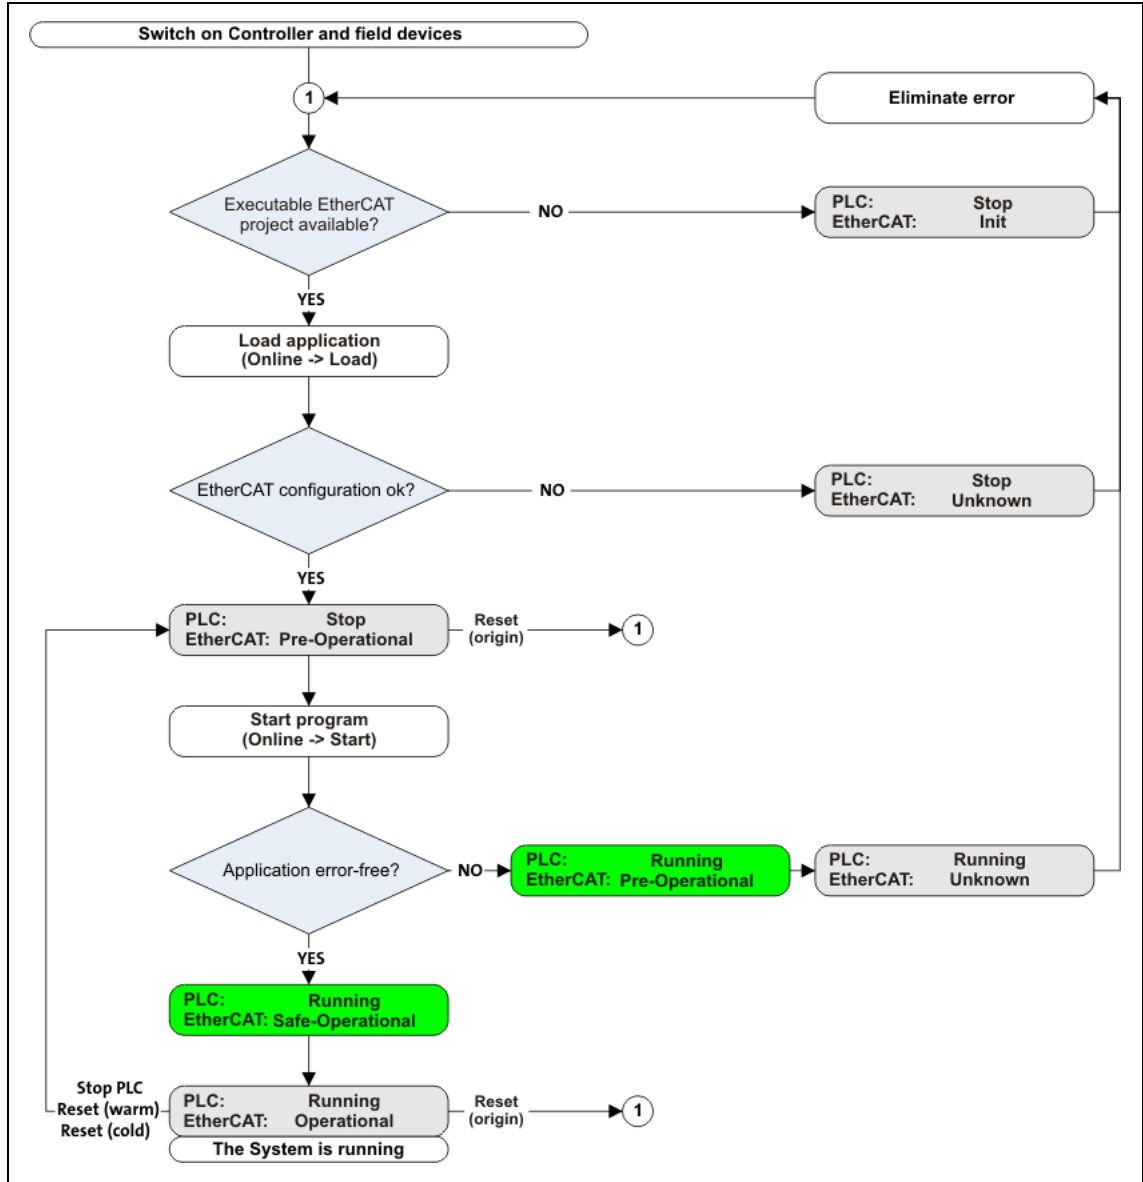 Switch on Controller and field devices
1
Eliminate error
Executable EtherCAT
project available?
NO
PLC: Stop
EtherCAT: Init
YES
Load application
(Online -> Load)
EtherCAT configuration ok?
NO
PLC: Stop
EtherCAT: Unknown
YES
PLC: Stop
EtherCAT: Pre-Operational
Reset
(origin)
1
Start program
(Online -> Start)
Application error-free?
NO
PLC: Running
EtherCAT: Pre-Operational
PLC: Running
EtherCAT: Unknown
YES
PLC: Running
EtherCAT: Safe-Operational
Stop PLC
Reset (warm)
Reset (cold)
PLC: Running
EtherCAT: Operational
Reset
(origin)
1
The System is running